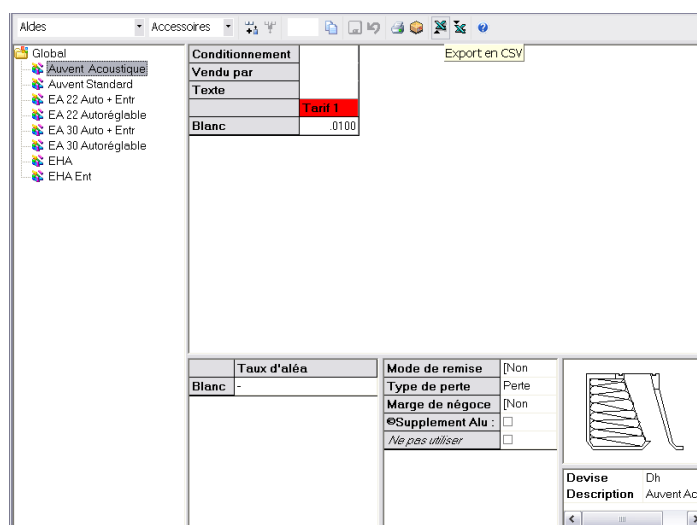 Aldes
Accessoires
Export en CSV
Global
Auvent Acoustique
Auvent Standard
EA 22 Auto + Entr
EA 22 Autoréglable
EA 30 Auto + Entr
EA 30 Autoréglable
EHA
EHA Ent
Conditionnement
Vendu par
Texte
Tarif 1
Blanc .0100
Taux d'aléa
Blanc -
Mode de remise [Non
Type de perte Perte
Marge de négoce [Non
©Supplement Alu :
Ne pas utiliser
Devise Dh
Description Auvent Ac